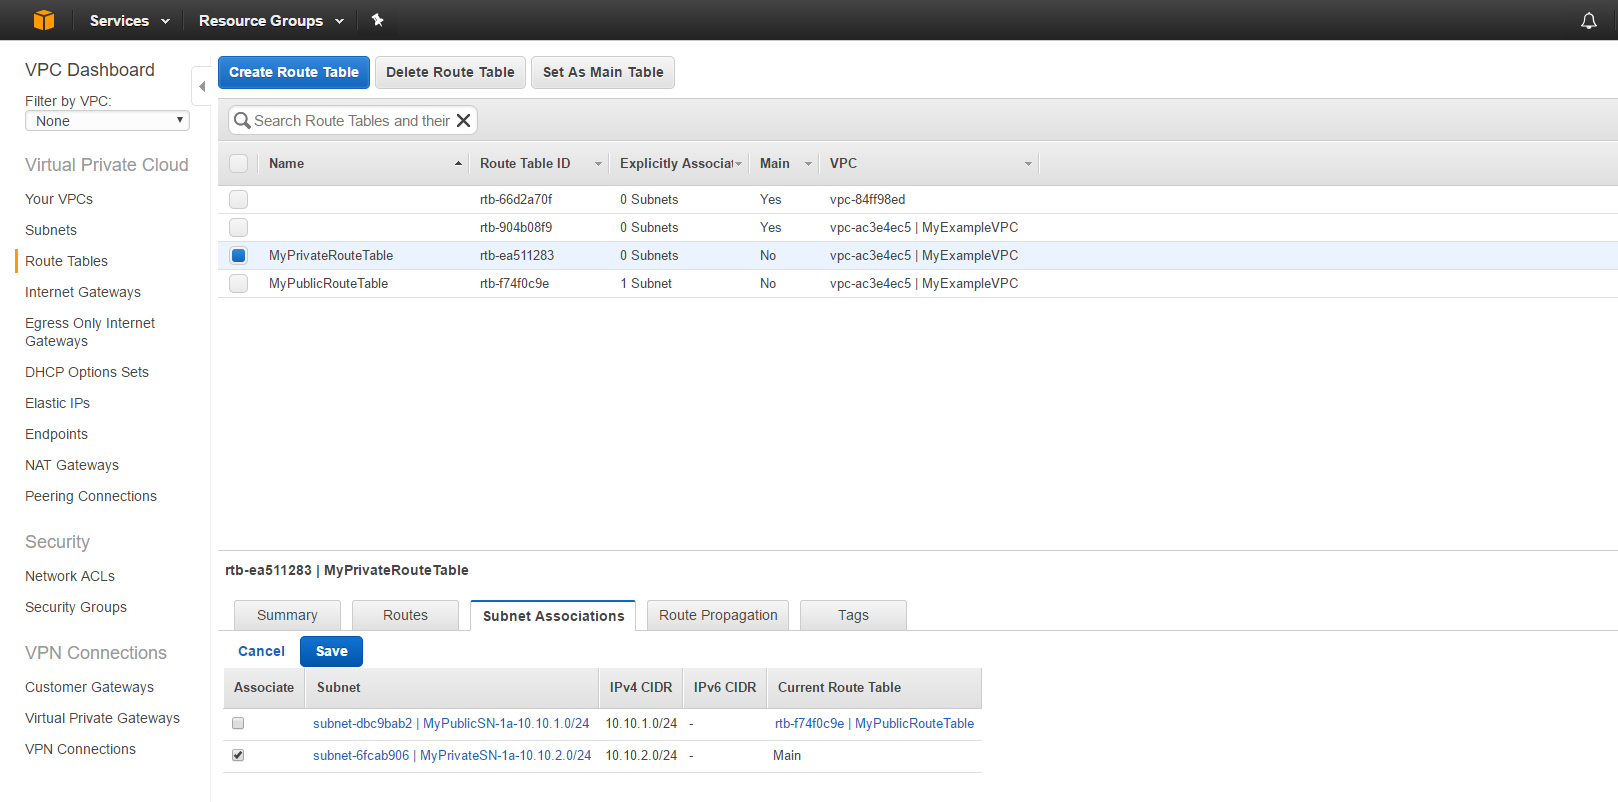 Services Resource Groups
VPC Dashboard
Filter by VPC:
None
Virtual Private Cloud
Your VPCs
Subnets
Route Tables
Internet Gateways
Egress Only Internet
Gateways
DHCP Options Sets
Elastic IPs
Endpoints
NAT Gateways
Peering Connections
Security
Network ACLs
Security Groups
VPN Connections
Customer Gateways
Virtual Private Gateways
VPN Connections
Create Route Table Delete Route Table Set As Main Table
Search Route Tables and their
Name Route Table ID Explicitly Associat Main VPC
rtb-66d2a70f 0 Subnets Yes vpc-84ff98ed
rtb-904b08f9 0 Subnets Yes vpc-ac3e4ec5 | MyExampleVPC
MyPrivateRouteTable rtb-ea511283 0 Subnets No vpc-ac3e4ec5 | MyExampleVPC
MyPublicRouteTable rtb-f74f0c9e 1 Subnet No vpc-ac3e4ec5 | MyExampleVPC
rtb-ea511283 | MyPrivateRouteTable
Summary Routes Subnet Associations Route Propagation Tags
Cancel Save
Associate Subnet IPv4 CIDR IPv6 CIDR Current Route Table
subnet-dbc9bab2 | MyPublicSN-1a-10.10.1.0/24 10.10.1.0/24 - rtb-f74f0c9e | MyPublicRouteTable
subnet-6fcab906 | MyPrivateSN-1a-10.10.2.0/24 10.10.2.0/24 - Main